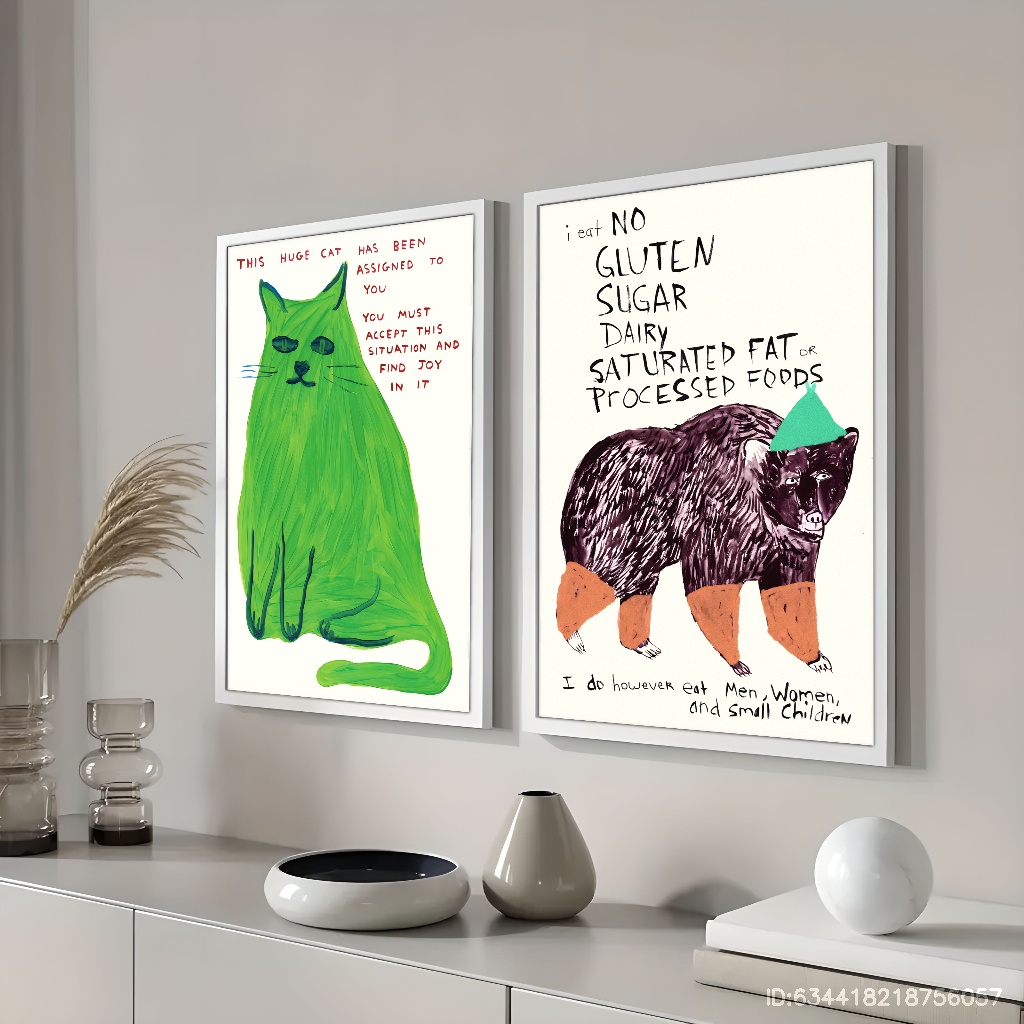 THIS HUGE CAT HAS BEEN
ASSIGNED TO
YOU
YOU MUST
ACCEPT THIS
SITUATION AND
FIND JOY
IN IT
i eat NO
GLUTEN
SUGAR
DAIRY
SATURATED FAT OR
PROCESSED FOODS
I do however eat Men, Women,
and Small Children
ID:634418218756057